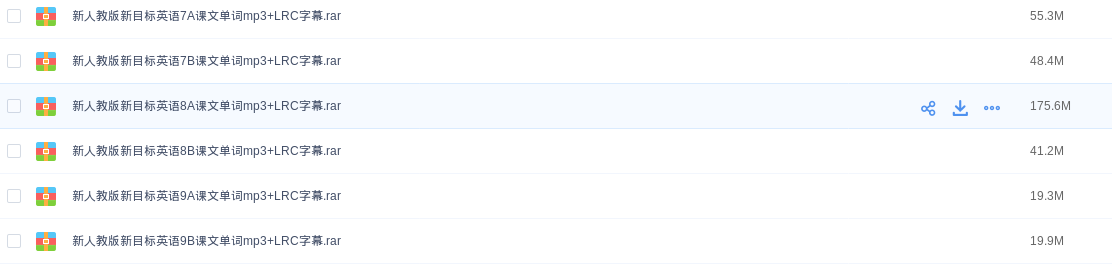 新人教版新目标英语7A课文单词mp3+LRC字幕.rar 55.3M
新人教版新目标英语7B课文单词mp3+LRC字幕.rar 48.4M
新人教版新目标英语8A课文单词mp3+LRC字幕.rar 175.6M
新人教版新目标英语8B课文单词mp3+LRC字幕.rar 41.2M
新人教版新目标英语9A课文单词mp3+LRC字幕.rar 19.3M
新人教版新目标英语9B课文单词mp3+LRC字幕.rar 19.9M